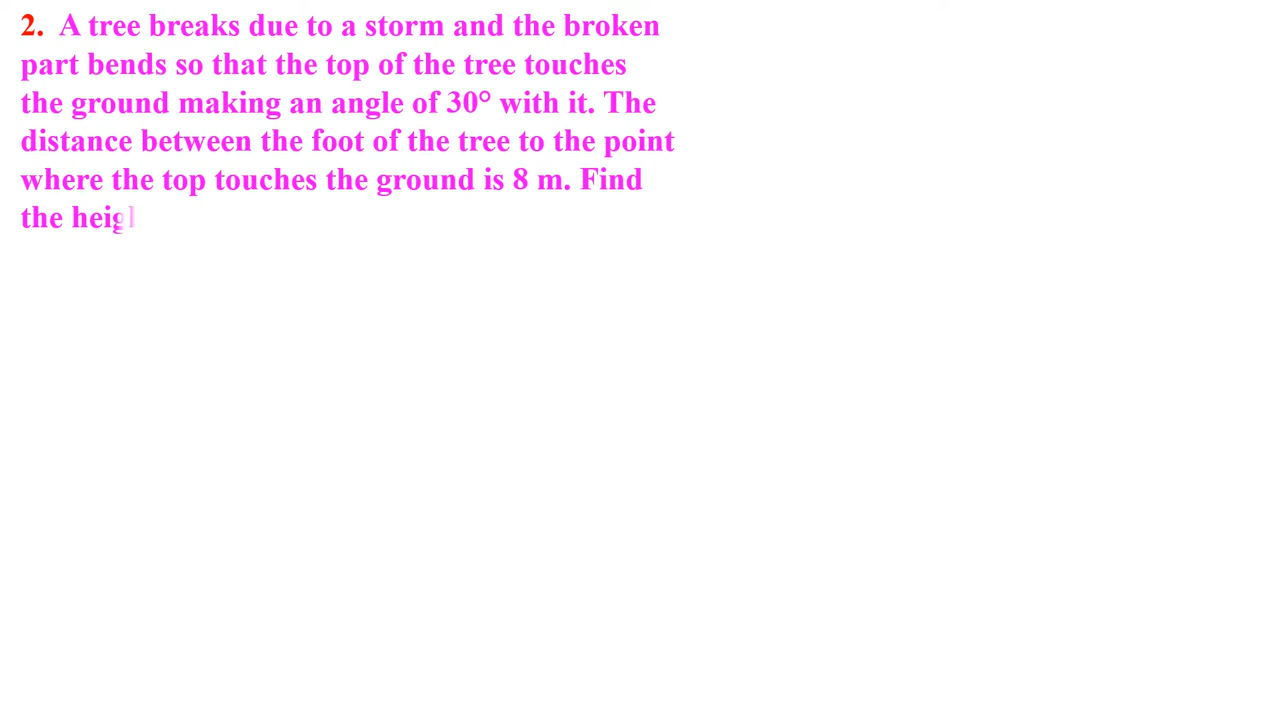 2. A tree breaks due to a storm and the broken
part bends so that the top of the tree touches
the ground making an angle of 30° with it. The
distance between the foot of the tree to the point
where the top touches the ground is 8 m. Find
the